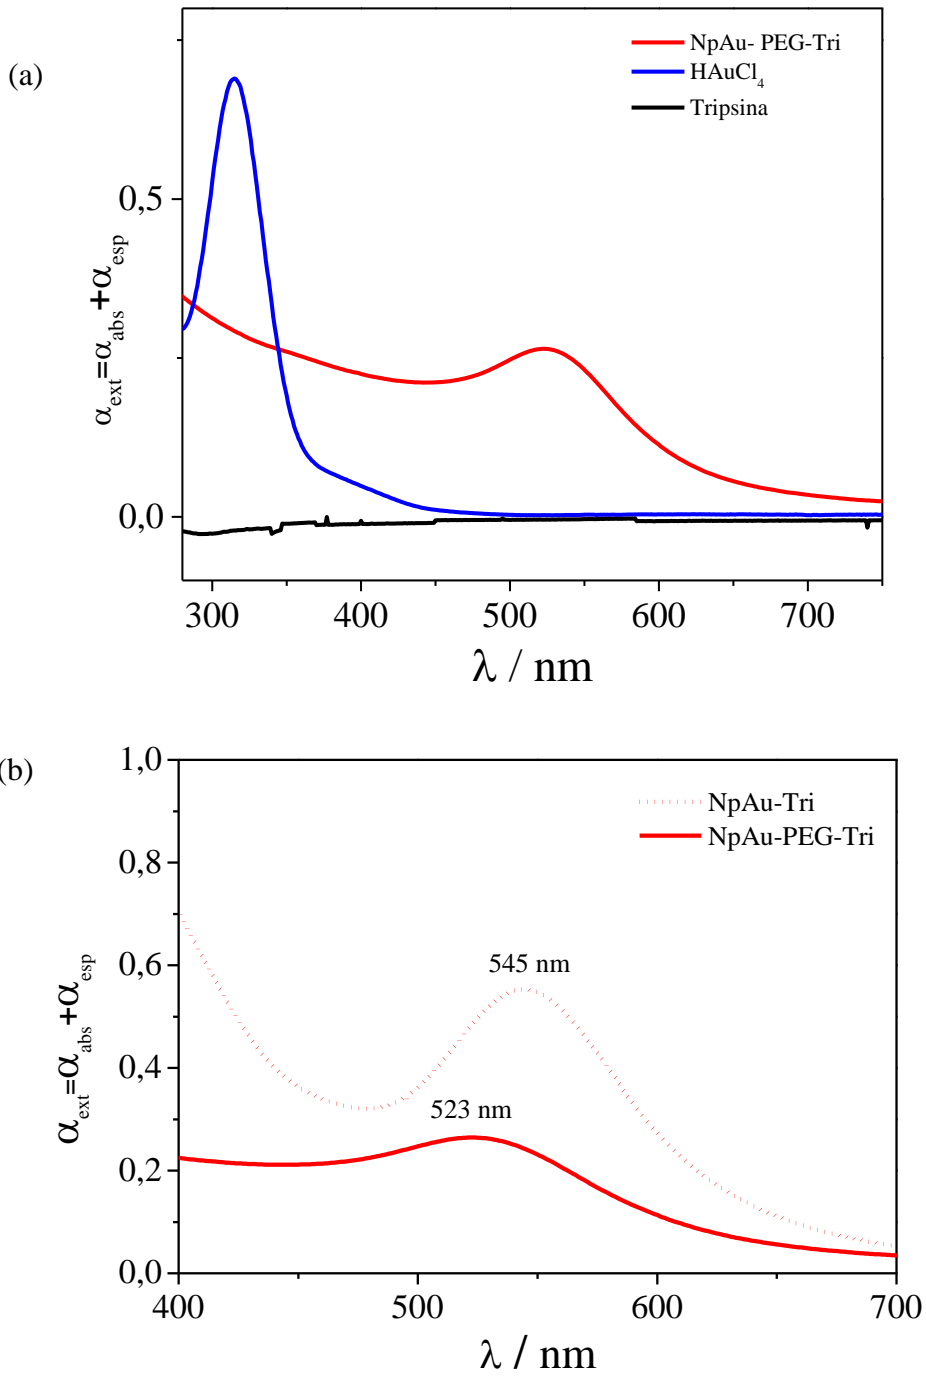 (a)
NpAu- PEG-Tri
HAuCl₄
Tripsina
0,5
0,0
αext=αabs+αesp
300 400 500 600 700
λ / nm
(b)
1,0
NpAu-Tri
NpAu-PEG-Tri
0,8
0,6
545 nm
0,4
523 nm
0,2
0,0
αext=αabs+αesp
400 500 600 700
λ / nm